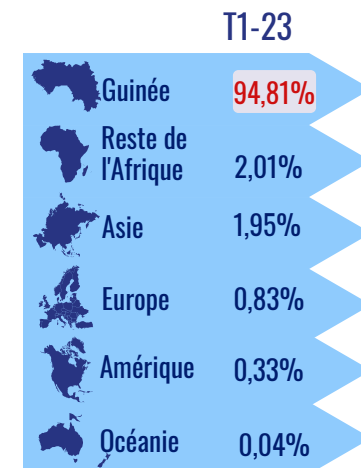 T1-23
Guinée 94,81%
Reste de
l'Afrique 2,01%
Asie 1,95%
Europe 0,83%
Amérique 0,33%
Océanie 0,04%